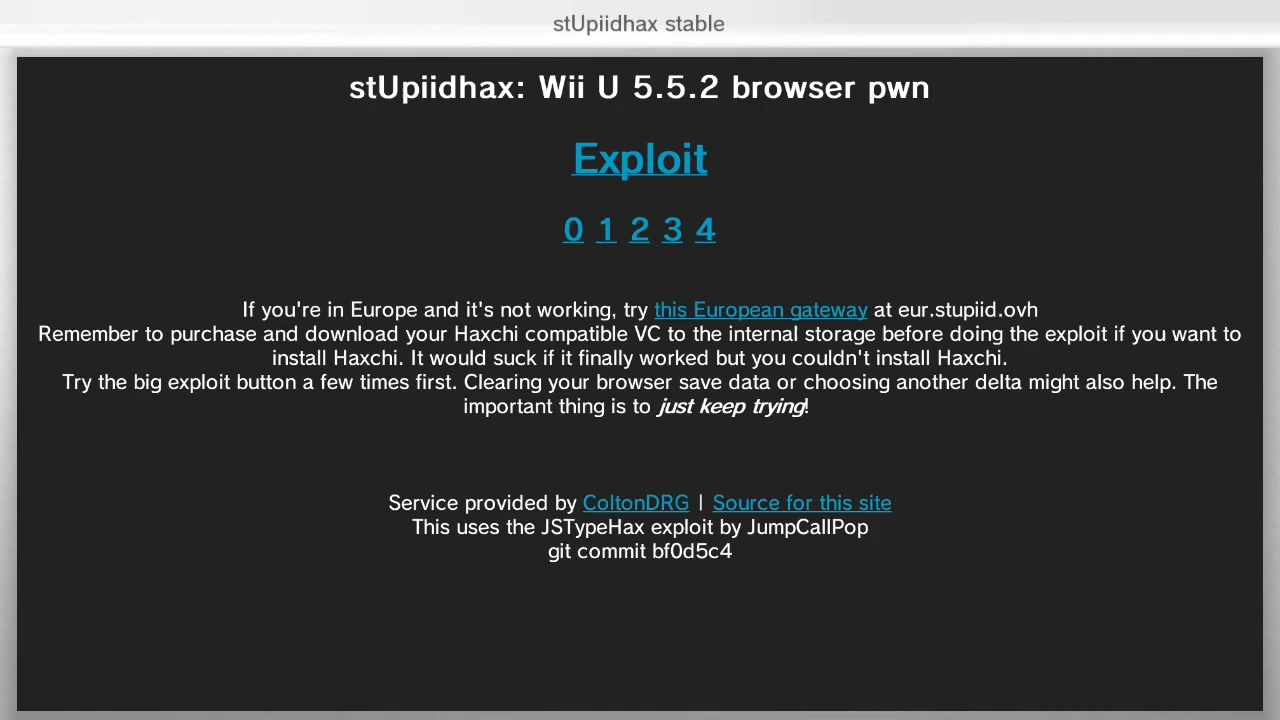 stUpiidhax stable
stUpiidhax: Wii U 5.5.2 browser pwn
Exploit
0 1 2 3 4
If you're in Europe and it's not working, try this European gateway at eur.stupiid.ovh
Remember to purchase and download your Haxchi compatible VC to the internal storage before doing the exploit if you want to
install Haxchi. It would suck if it finally worked but you couldn't install Haxchi.
Try the big exploit button a few times first. Clearing your browser save data or choosing another delta might also help. The
important thing is to just keep trying!
Service provided by ColtonDRG | Source for this site
This uses the JSTypeHax exploit by JumpCallPop
git commit bf0d5c4